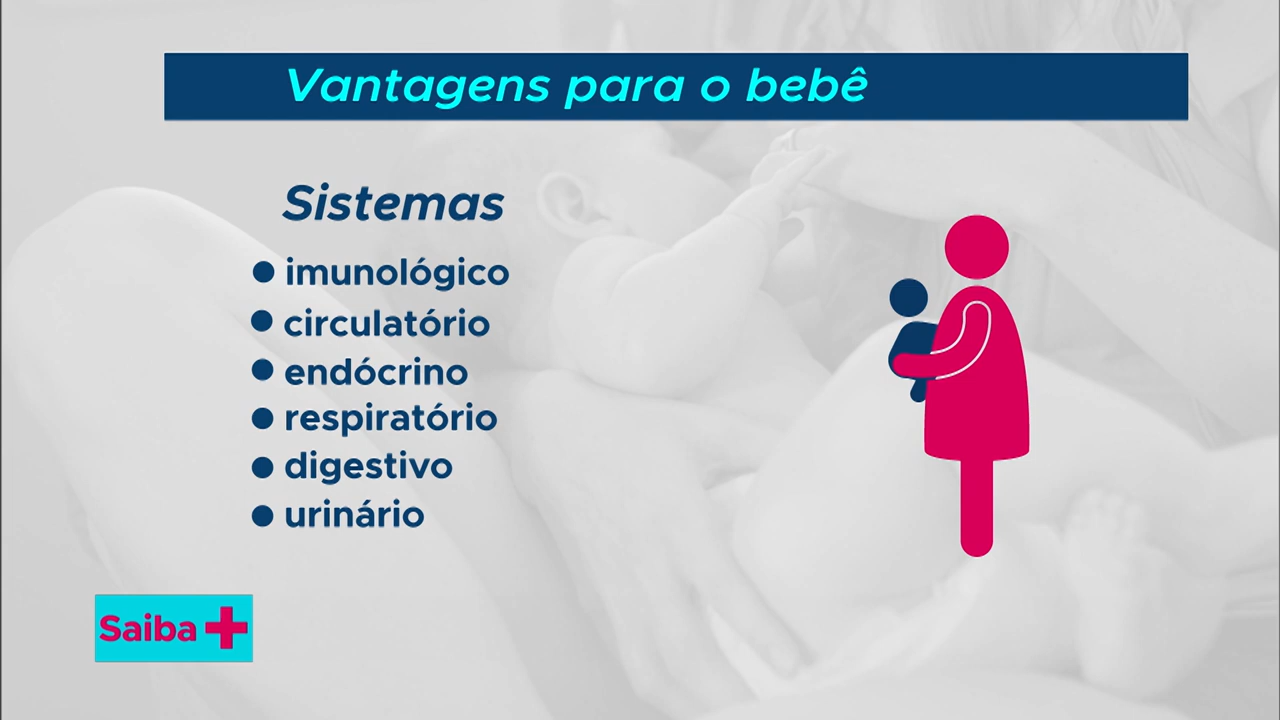 Vantagens para o bebê
Sistemas
imunológico
circulatório
endócrino
respiratório
digestivo
urinário
Saiba+